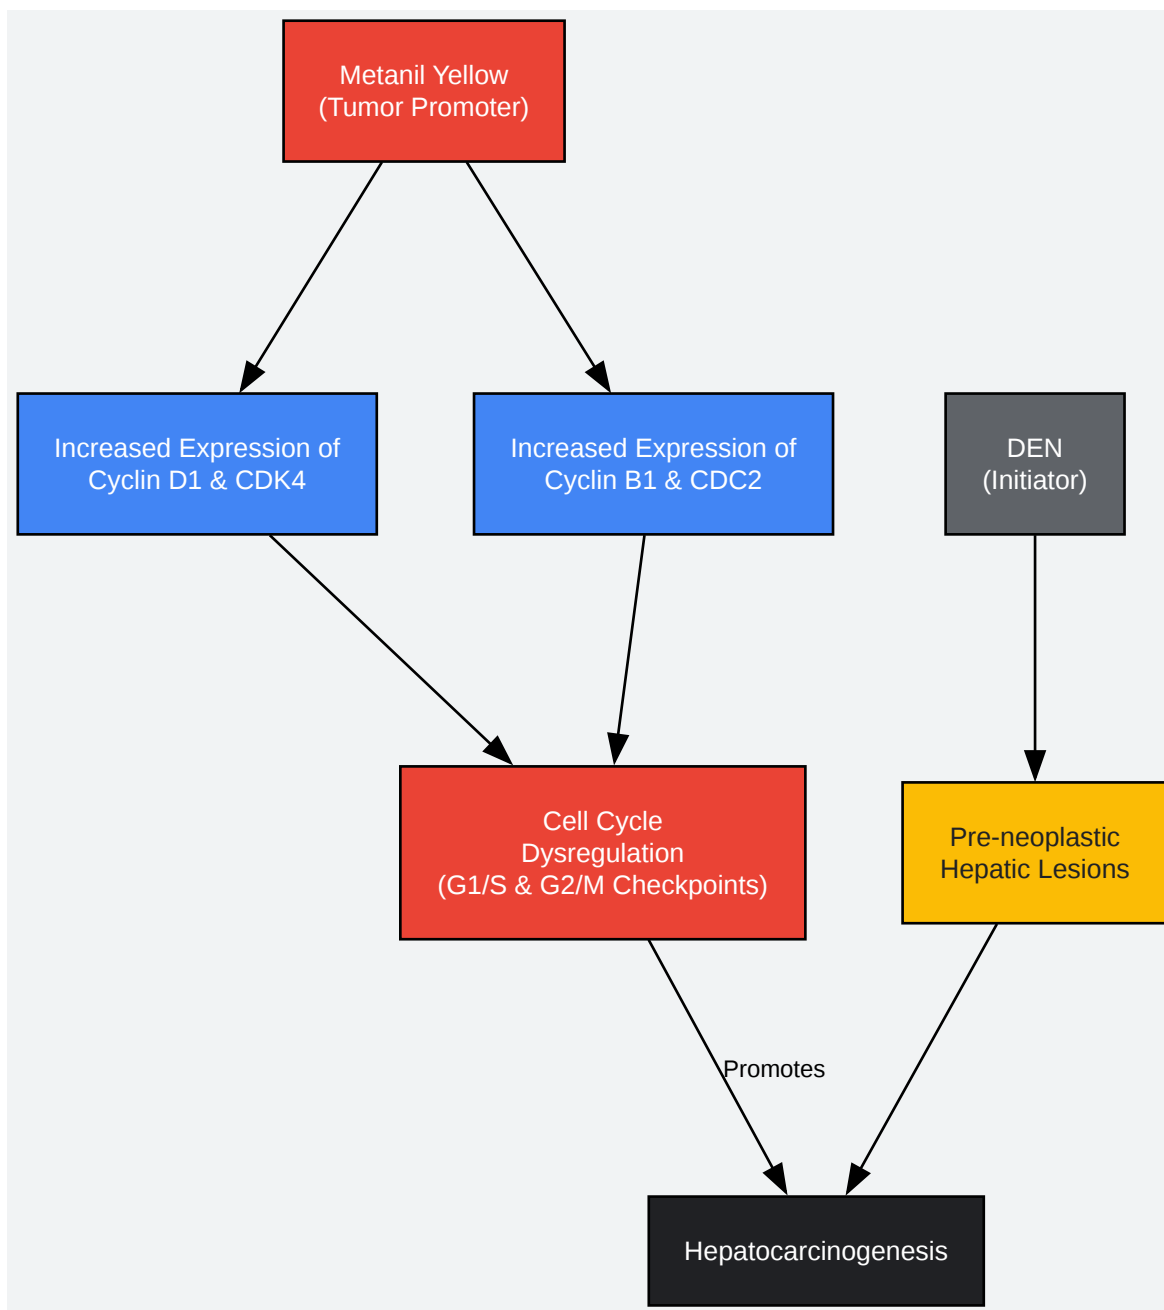 Metanil Yellow
(Tumor Promoter)
Increased Expression of
Cyclin D1 & CDK4
Increased Expression of
Cyclin B1 & CDC2
DEN
(Initiator)
Cell Cycle
Dysregulation
(G1/S & G2/M Checkpoints)
Pre-neoplastic
Hepatic Lesions
Promotes
Hepatocarcinogenesis